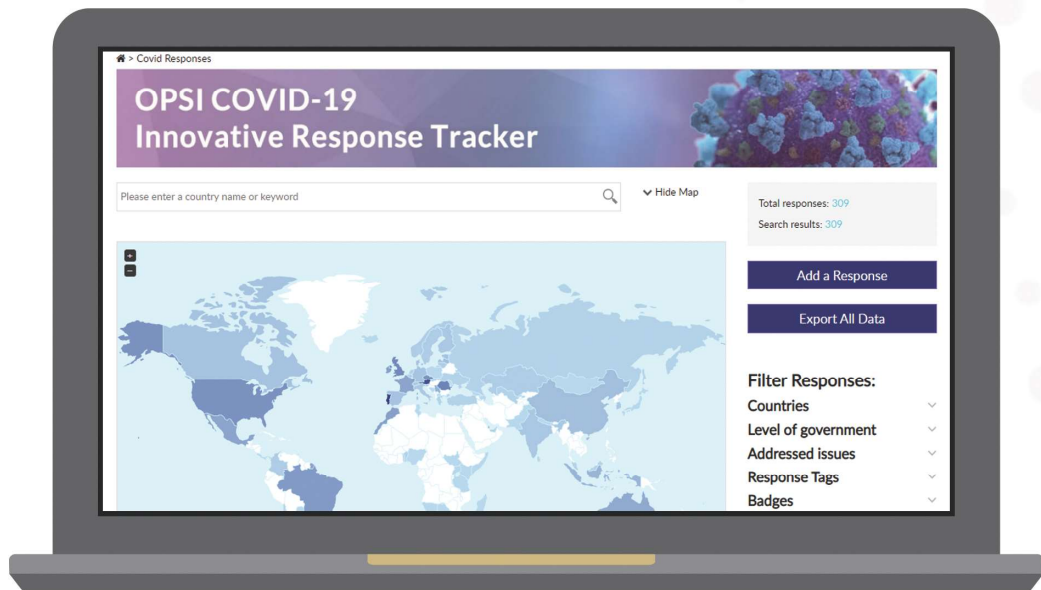 > Covid Responses
OPSI COVID-19
Innovative Response Tracker
Please enter a country name or keyword
Hide Map
Total responses: 309
Search results: 309
+
−
Add a Response
Export All Data
Filter Responses:
Countries
Level of government
Addressed issues
Response Tags
Badges